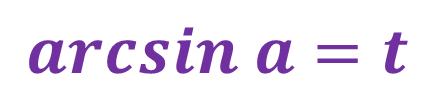 arcsin a = t